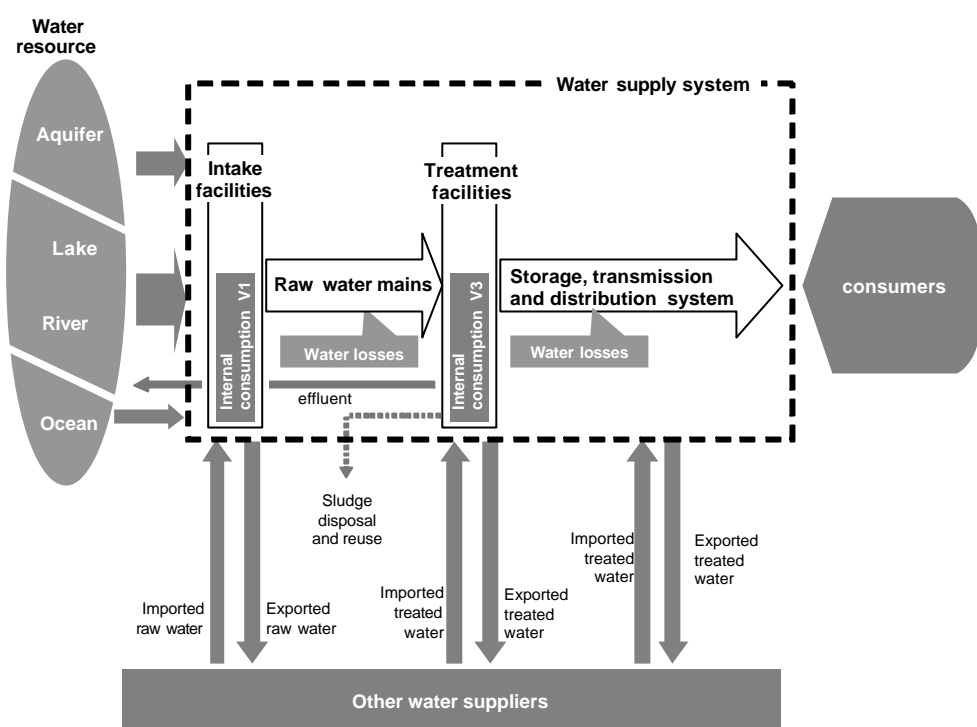 Water
resource
Water supply system
Aquifer
Lake
River
Ocean
Intake
facilities
Treatment
facilities
Raw water mains
Storage, transmission
and distribution system
consumers
Internal
consumption V1
Internal
consumption V3
Water losses
Water losses
effluent
Sludge
disposal
and reuse
Imported
raw water
Exported
raw water
Imported
treated
water
Exported
treated
water
Imported
treated
water
Exported
treated
water
Other water suppliers